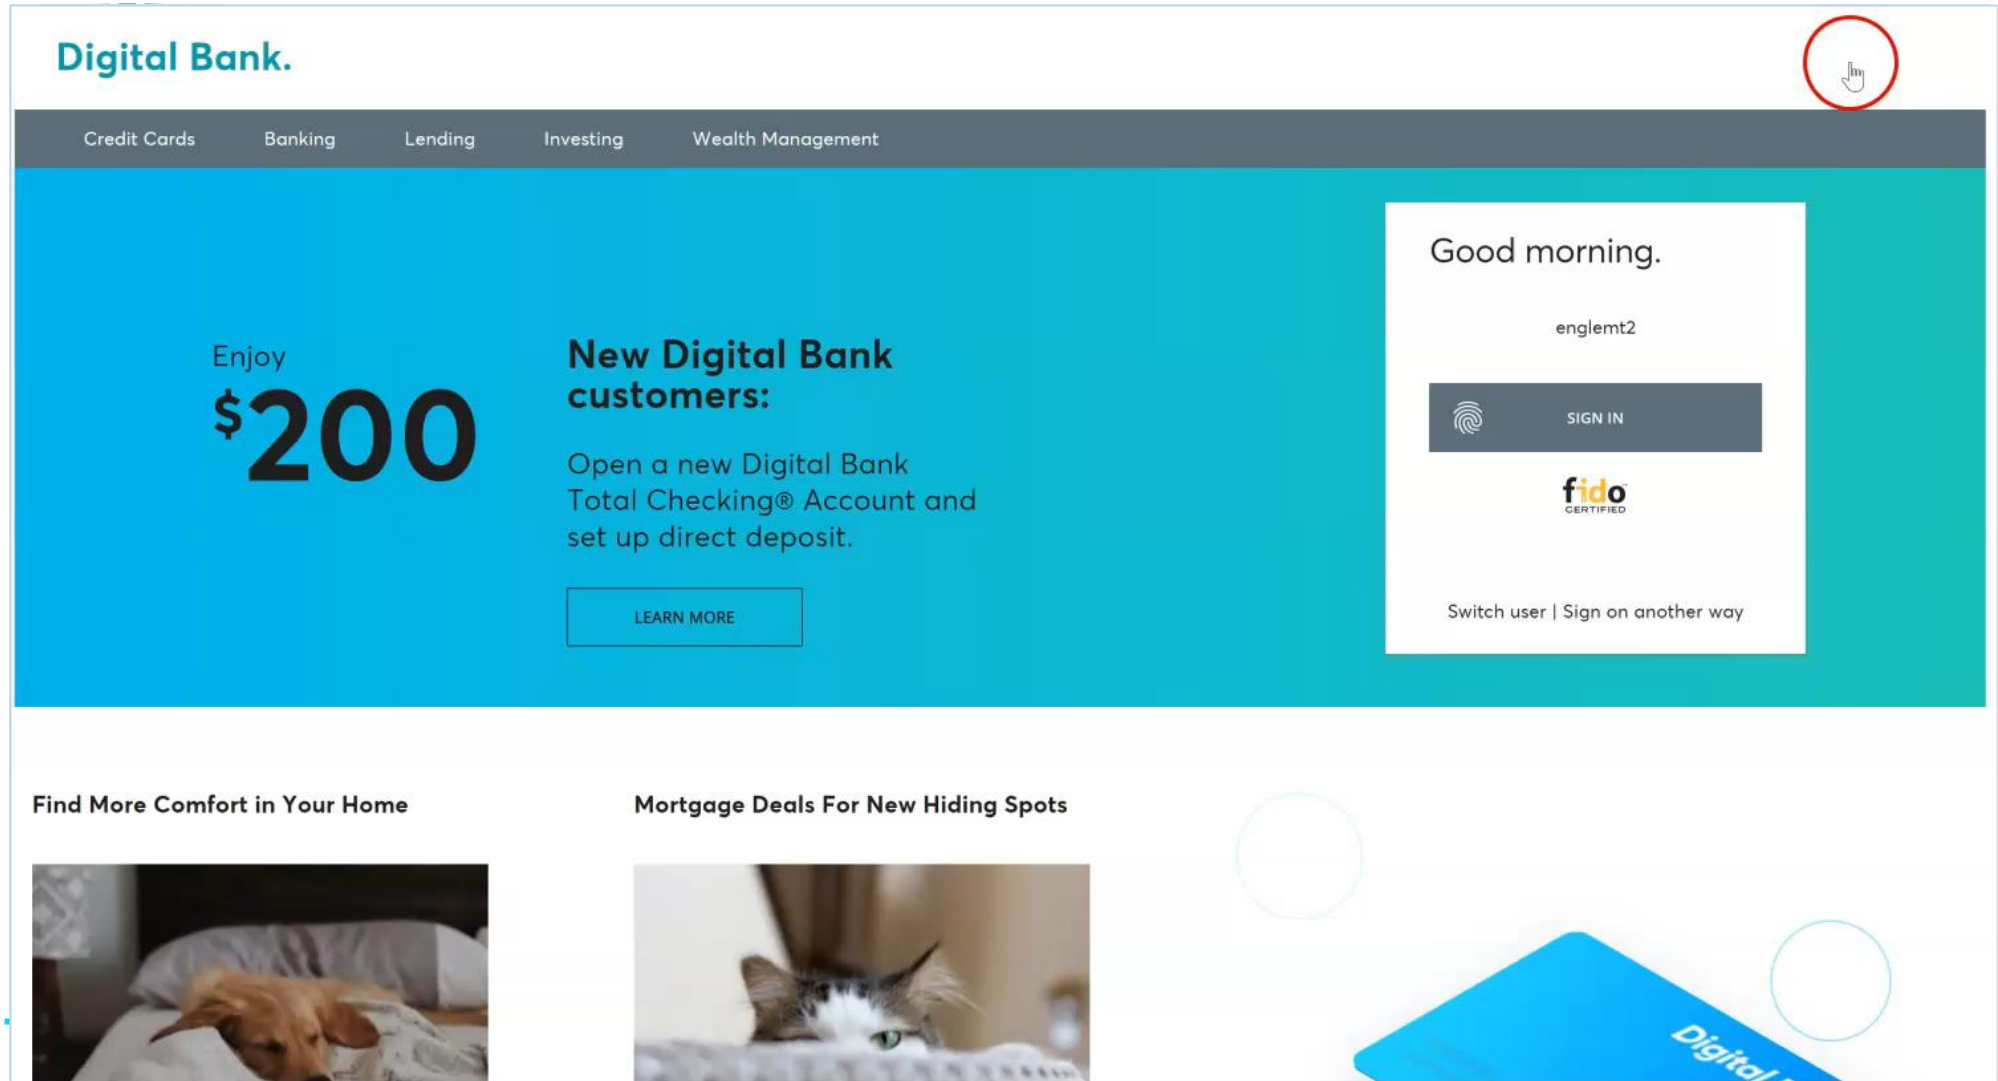 Digital Bank.
Credit Cards Banking Lending Investing Wealth Management
Enjoy
$200
New Digital Bank
customers:
Open a new Digital Bank
Total Checking® Account and
set up direct deposit.
LEARN MORE
Good morning.
englemt2
SIGN IN
fido
CERTIFIED
Switch user | Sign on another way
Find More Comfort in Your Home
Mortgage Deals For New Hiding Spots
Digital